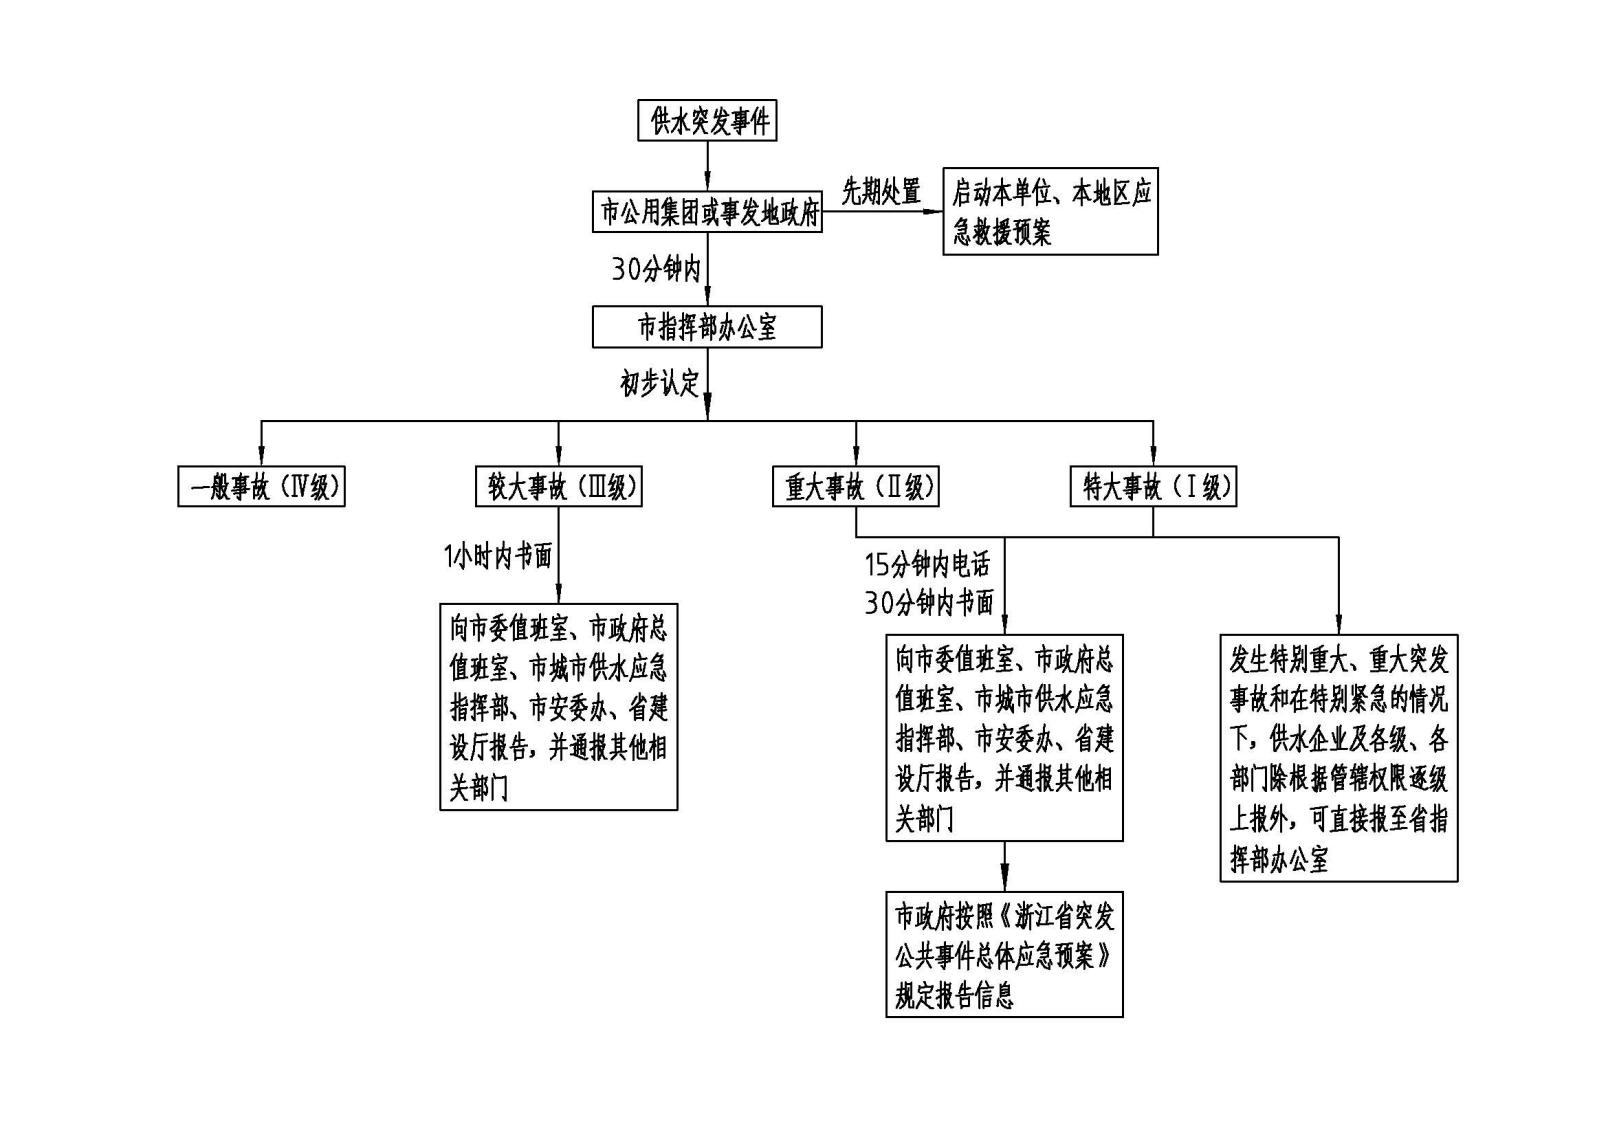 供水突发事件
市公用集团或事发地政府
先期处置
启动本单位、本地区应
急救援预案
30分钟内
市指挥部办公室
初步认定
一般事故（Ⅳ级）
较大事故（Ⅲ级）
重大事故（Ⅱ级）
特大事故（Ⅰ级）
1小时内书面
向市委值班室、市政府总
值班室、市城市供水应急
指挥部、市安委办、省建
设厅报告，并通报其他相
关部门
15分钟内电话
30分钟内书面
向市委值班室、市政府总
值班室、市城市供水应急
指挥部、市安委办、省建
设厅报告，并通报其他相
关部门
发生特别重大、重大突发
事故和在特别紧急的情况
下，供水企业及各级、各
部门除根据管辖权限逐级
上报外，可直接报至省指
挥部办公室
市政府按照《浙江省突发
公共事件总体应急预案》
规定报告信息